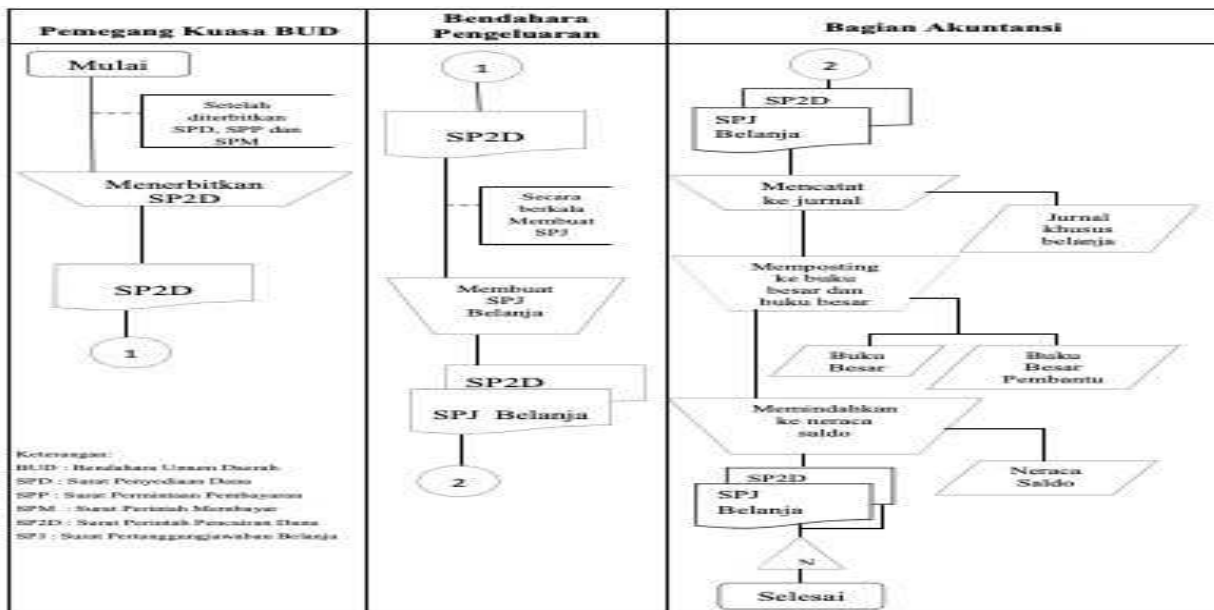 Pemegang Kuasa BUD
Mulai
Setelah
diterbitkan
SPD, SPP dan
SPM
Menerbitkan
SP2D
SP2D
1
Keterangan:
BUD : Bendahara Umum Daerah
SPD : Surat Penyediaan Dana
SPP : Surat Permintaan Pembayaran
SPM : Surat Perintah Membayar
SP2D : Surat Perintah Pencairan Dana
SPJ : Surat Pertanggungjawaban Belanja
Bendahara
Pengeluaran
1
SP2D
Secara
berkala
Membuat
SPJ
Membuat
SPJ
Belanja
SP2D
SPJ Belanja
2
Bagian Akuntansi
2
SP2D
SPJ
Belanja
Mencatat
ke jurnal
Jurnal
khusus
belanja
Memposting
ke buku
besar dan
buku besar
Buku
Besar
Buku
Besar
Pembantu
Memindahkan
ke neraca
saldo
Neraca
Saldo
SP2D
SPJ
Belanja
N
Selesai